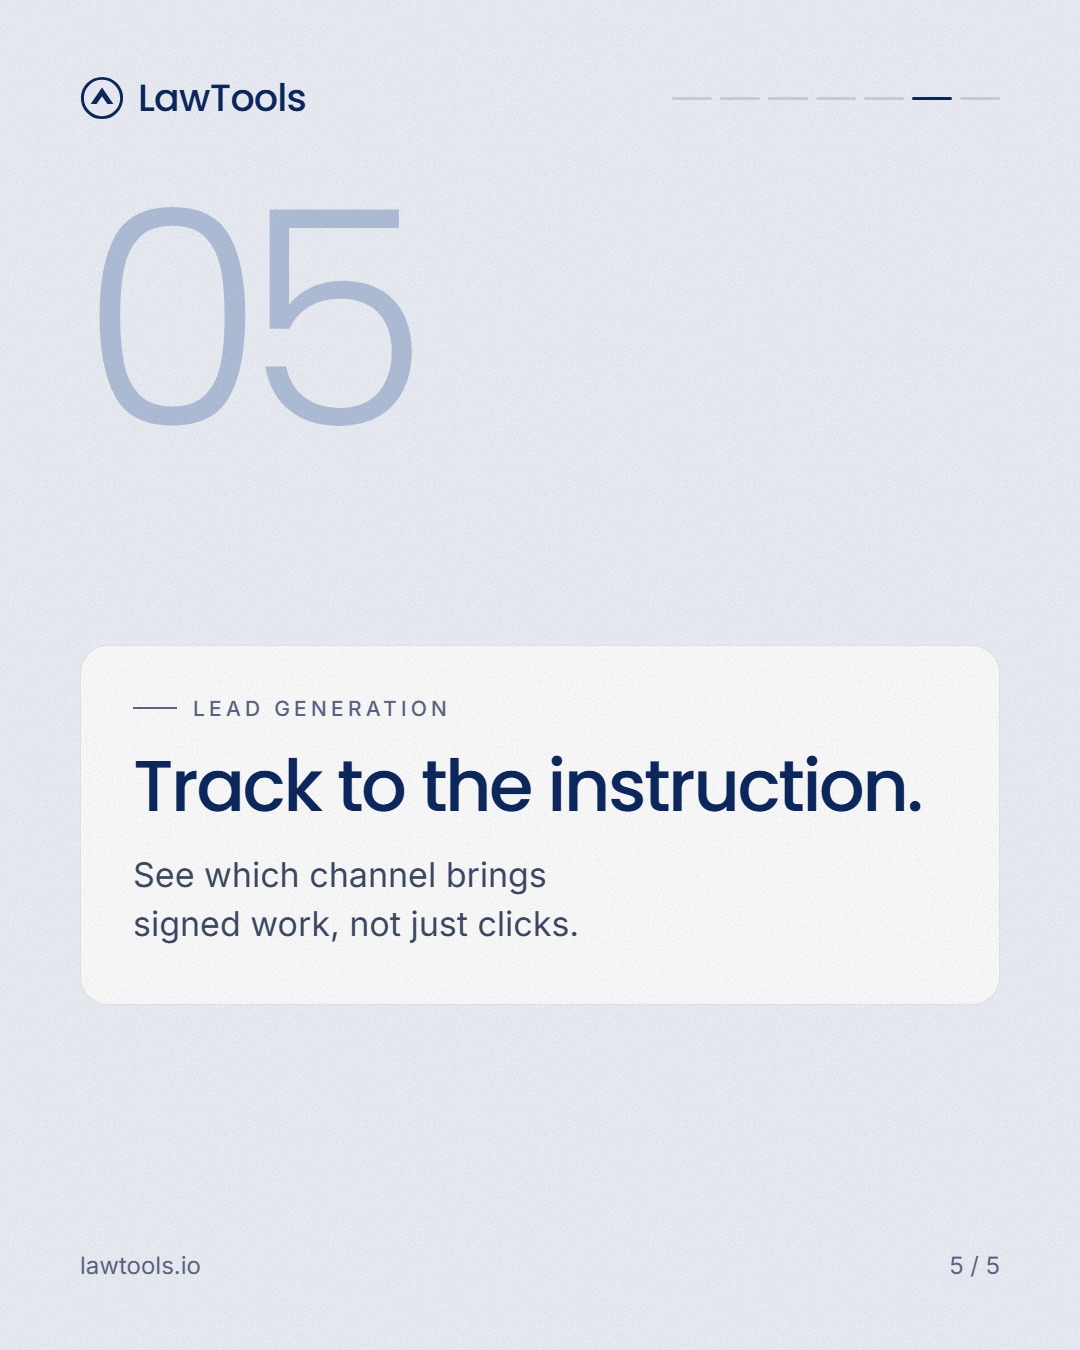 LawTools
05
LEAD GENERATION
Track to the instruction.
See which channel brings
signed work, not just clicks.
lawtools.io
5 / 5